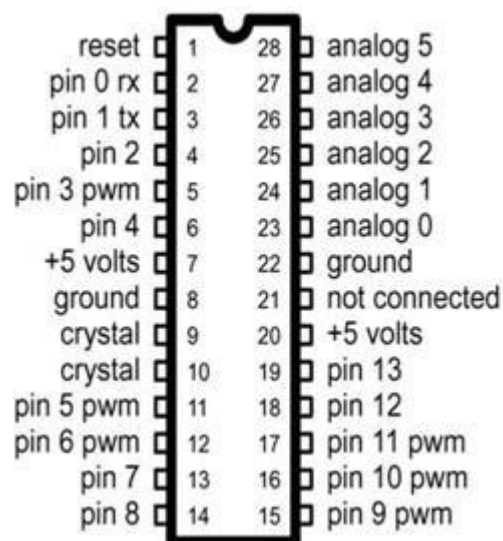 reset 1 28 analog 5
pin 0 rx 2 27 analog 4
pin 1 tx 3 26 analog 3
pin 2 4 25 analog 2
pin 3 pwm 5 24 analog 1
pin 4 6 23 analog 0
+5 volts 7 22 ground
ground 8 21 not connected
crystal 9 20 +5 volts
crystal 10 19 pin 13
pin 5 pwm 11 18 pin 12
pin 6 pwm 12 17 pin 11 pwm
pin 7 13 16 pin 10 pwm
pin 8 14 15 pin 9 pwm